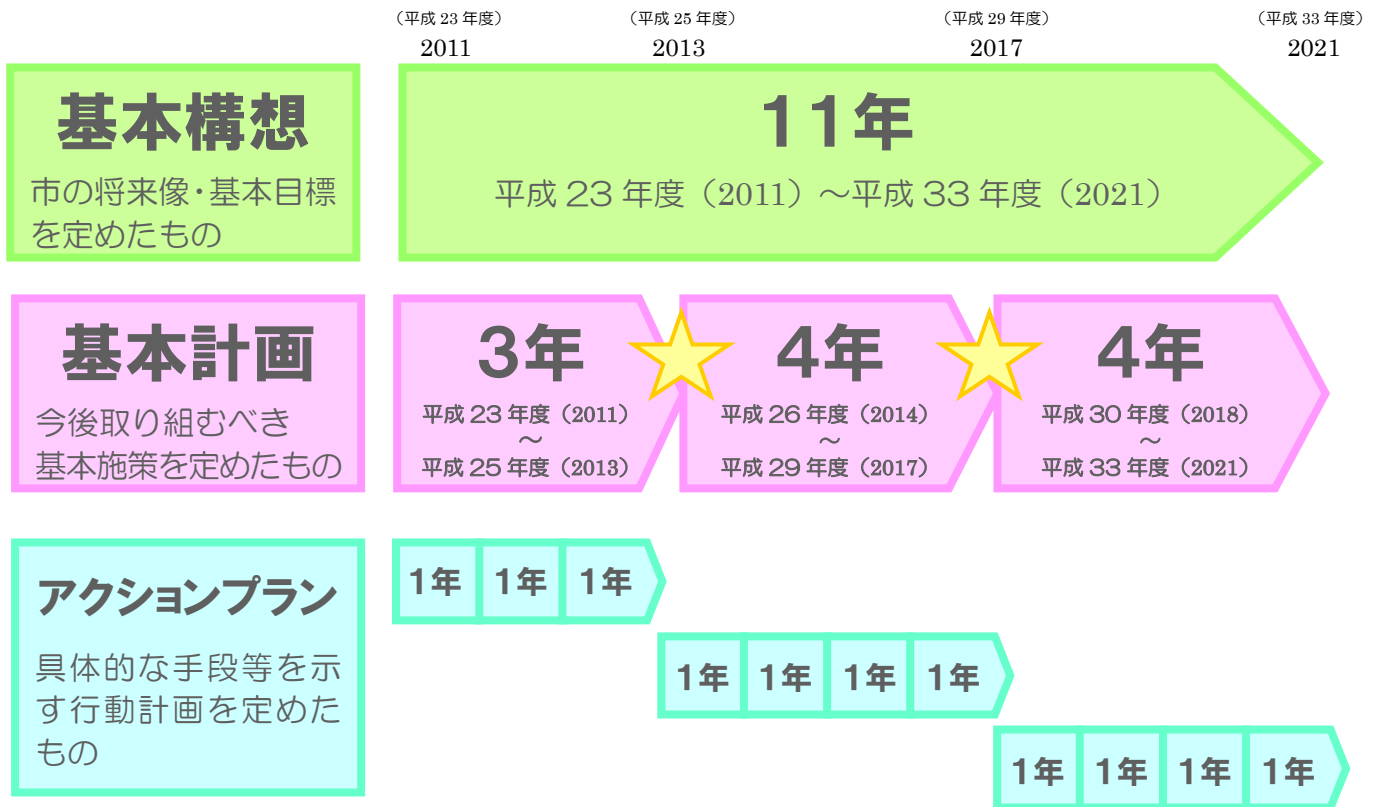 （平成 23 年度）
（平成 25 年度）
（平成 29 年度）
（平成 33 年度）
2011
2013
2017
2021
基本構想
市の将来像・基本目標
を定めたもの
11年
平成 23 年度（2011）～平成 33 年度（2021）
基本計画
今後取り組むべき
基本施策を定めたもの
3年
平成 23 年度（2011）
～
平成 25 年度（2013）
4年
平成 26 年度（2014）
～
平成 29 年度（2017）
4年
平成 30 年度（2018）
～
平成 33 年度（2021）
アクションプラン
具体的な手段等を示
す行動計画を定めた
もの
1年
1年
1年
1年
1年
1年
1年
1年
1年
1年
1年